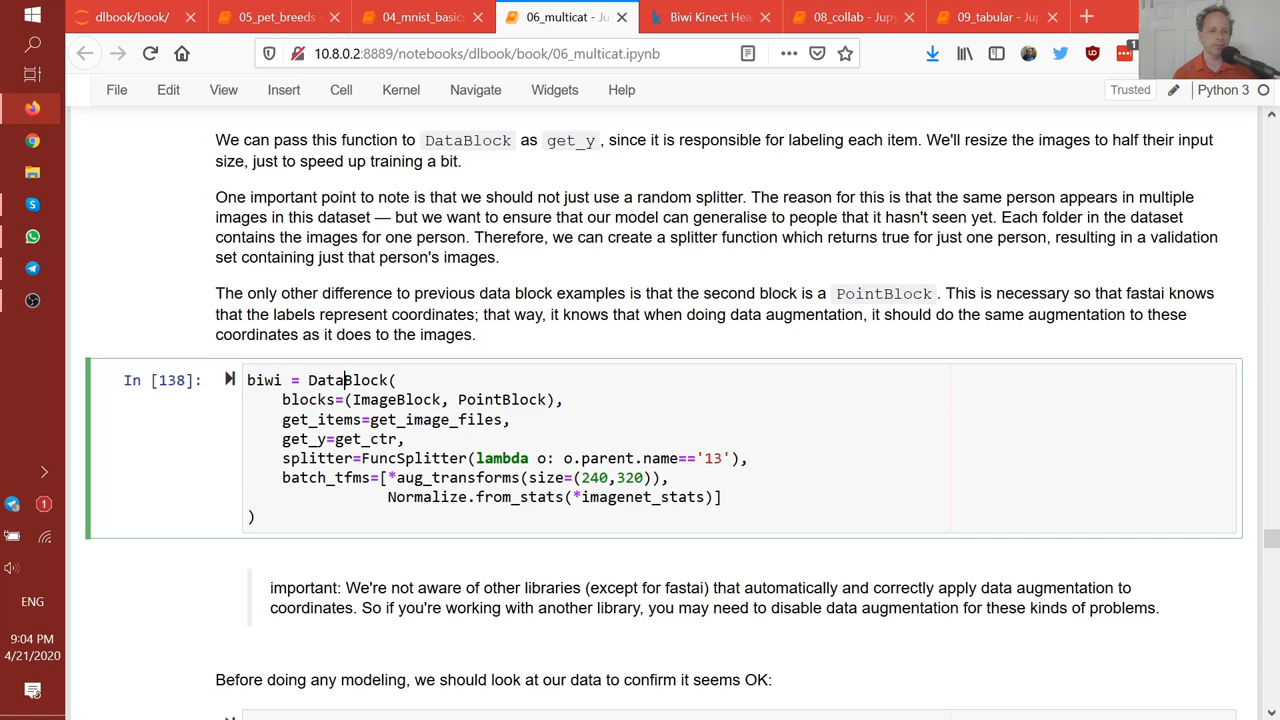 dlbook/book/
05_pet_breeds
04_mnist_basics
06_multicat - Ju
Biwi Kinect Hea
08_collab - Jupy
09_tabular - Jup
10.8.0.2:8889/notebooks/dlbook/book/06_multicat.ipynb
1
File Edit View Insert Cell Kernel Navigate Widgets Help
Trusted
Python 3
We can pass this function to DataBlock as get_y, since it is responsible for labeling each item. We'll resize the images to half their input
size, just to speed up training a bit.
One important point to note is that we should not just use a random splitter. The reason for this is that the same person appears in multiple
images in this dataset — but we want to ensure that our model can generalise to people that it hasn't seen yet. Each folder in the dataset
contains the images for one person. Therefore, we can create a splitter function which returns true for just one person, resulting in a validation
set containing just that person's images.
The only other difference to previous data block examples is that the second block is a PointBlock. This is necessary so that fastai knows
that the labels represent coordinates; that way, it knows that when doing data augmentation, it should do the same augmentation to these
coordinates as it does to the images.
In [138]:
biwi = DataBlock(
blocks=(ImageBlock, PointBlock),
get_items=get_image_files,
get_y=get_ctr,
splitter=FuncSplitter(lambda o: o.parent.name=='13'),
batch_tfms=[*aug_transforms(size=(240,320)),
Normalize.from_stats(*imagenet_stats)]
)
important: We're not aware of other libraries (except for fastai) that automatically and correctly apply data augmentation to
coordinates. So if you're working with another library, you may need to disable data augmentation for these kinds of problems.
Before doing any modeling, we should look at our data to confirm it seems OK:
1
ENG
9:04 PM
4/21/2020